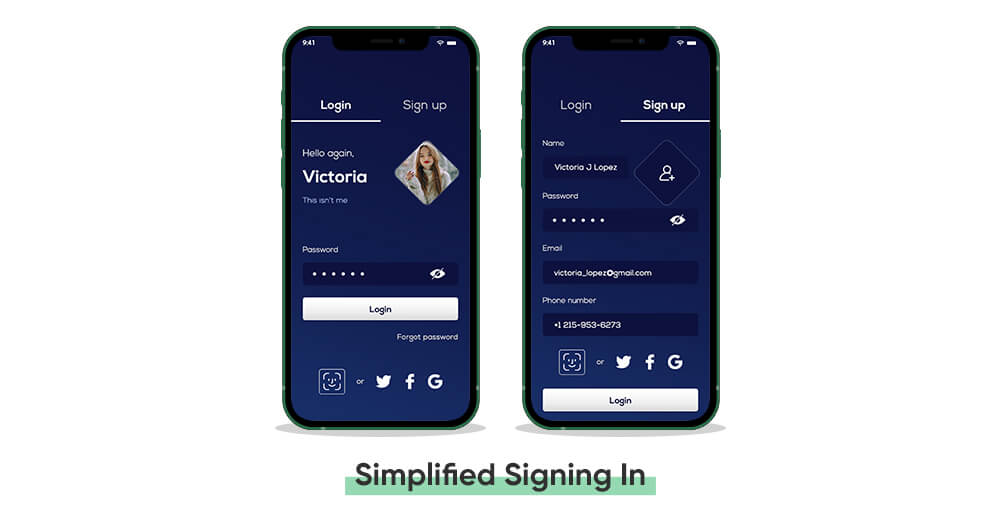 9:41
Login Sign up
Hello again,
Victoria
This isn't me
Password
Login
Forgot password
or
9:41
Login Sign up
Name
Victoria J Lopez
Password
Email
victoria_lopez@gmail.com
Phone number
+1 215-953-6273
or
Login
Simplified Signing In